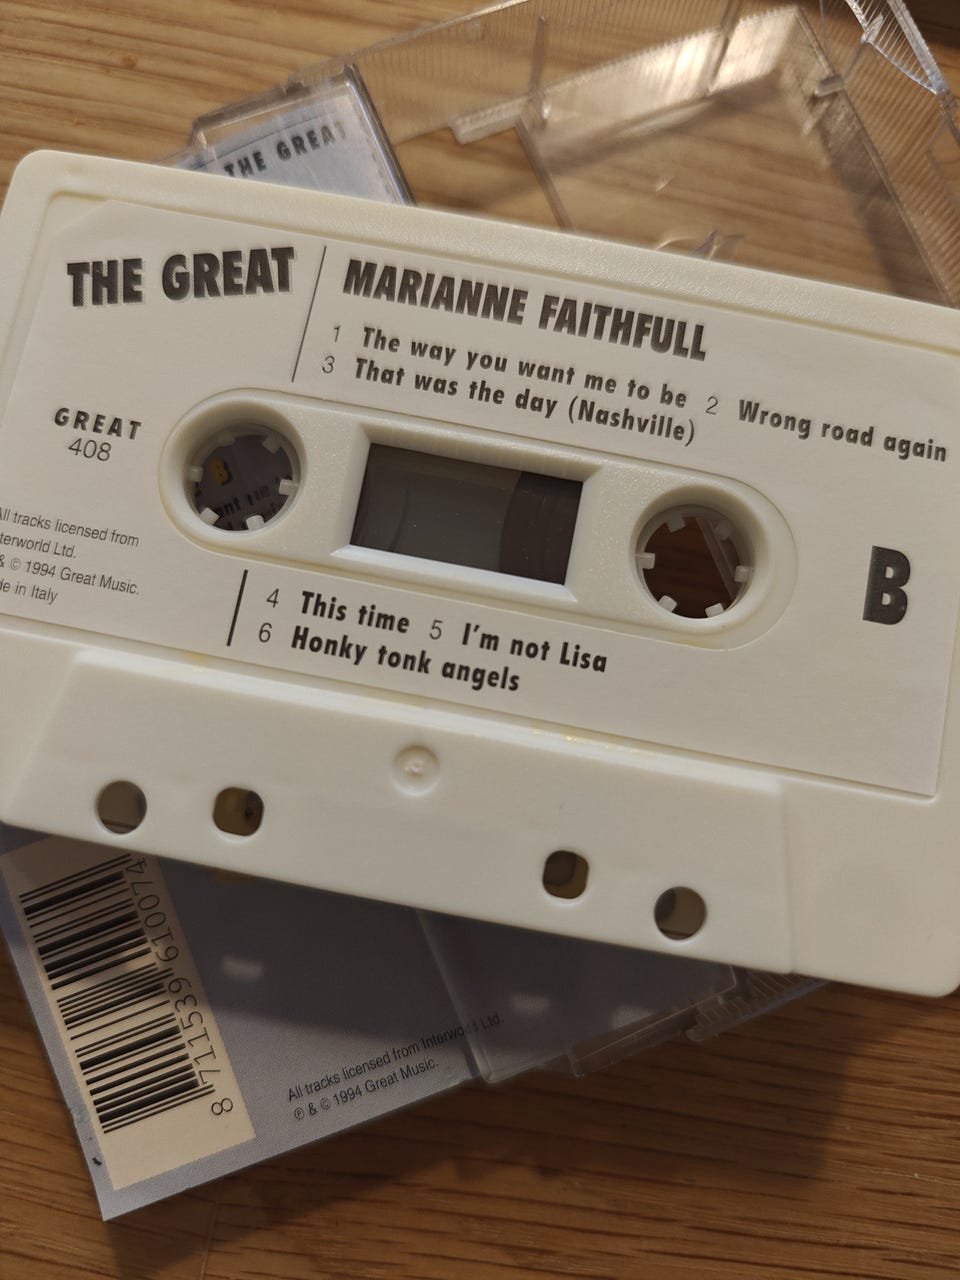 THE GREAT
THE GREAT
MARIANNE FAITHFULL
1 The way you want me to be 2 Wrong road again
3 That was the day (Nashville)
GREAT
408
B
All tracks licensed from
terworld Ltd.
& © 1994 Great Music.
de in Italy
B
4 This time 5 I'm not Lisa
6 Honky tonk angels
8 711539 610074
All tracks licensed from Interworld Ltd.
℗ & © 1994 Great Music.